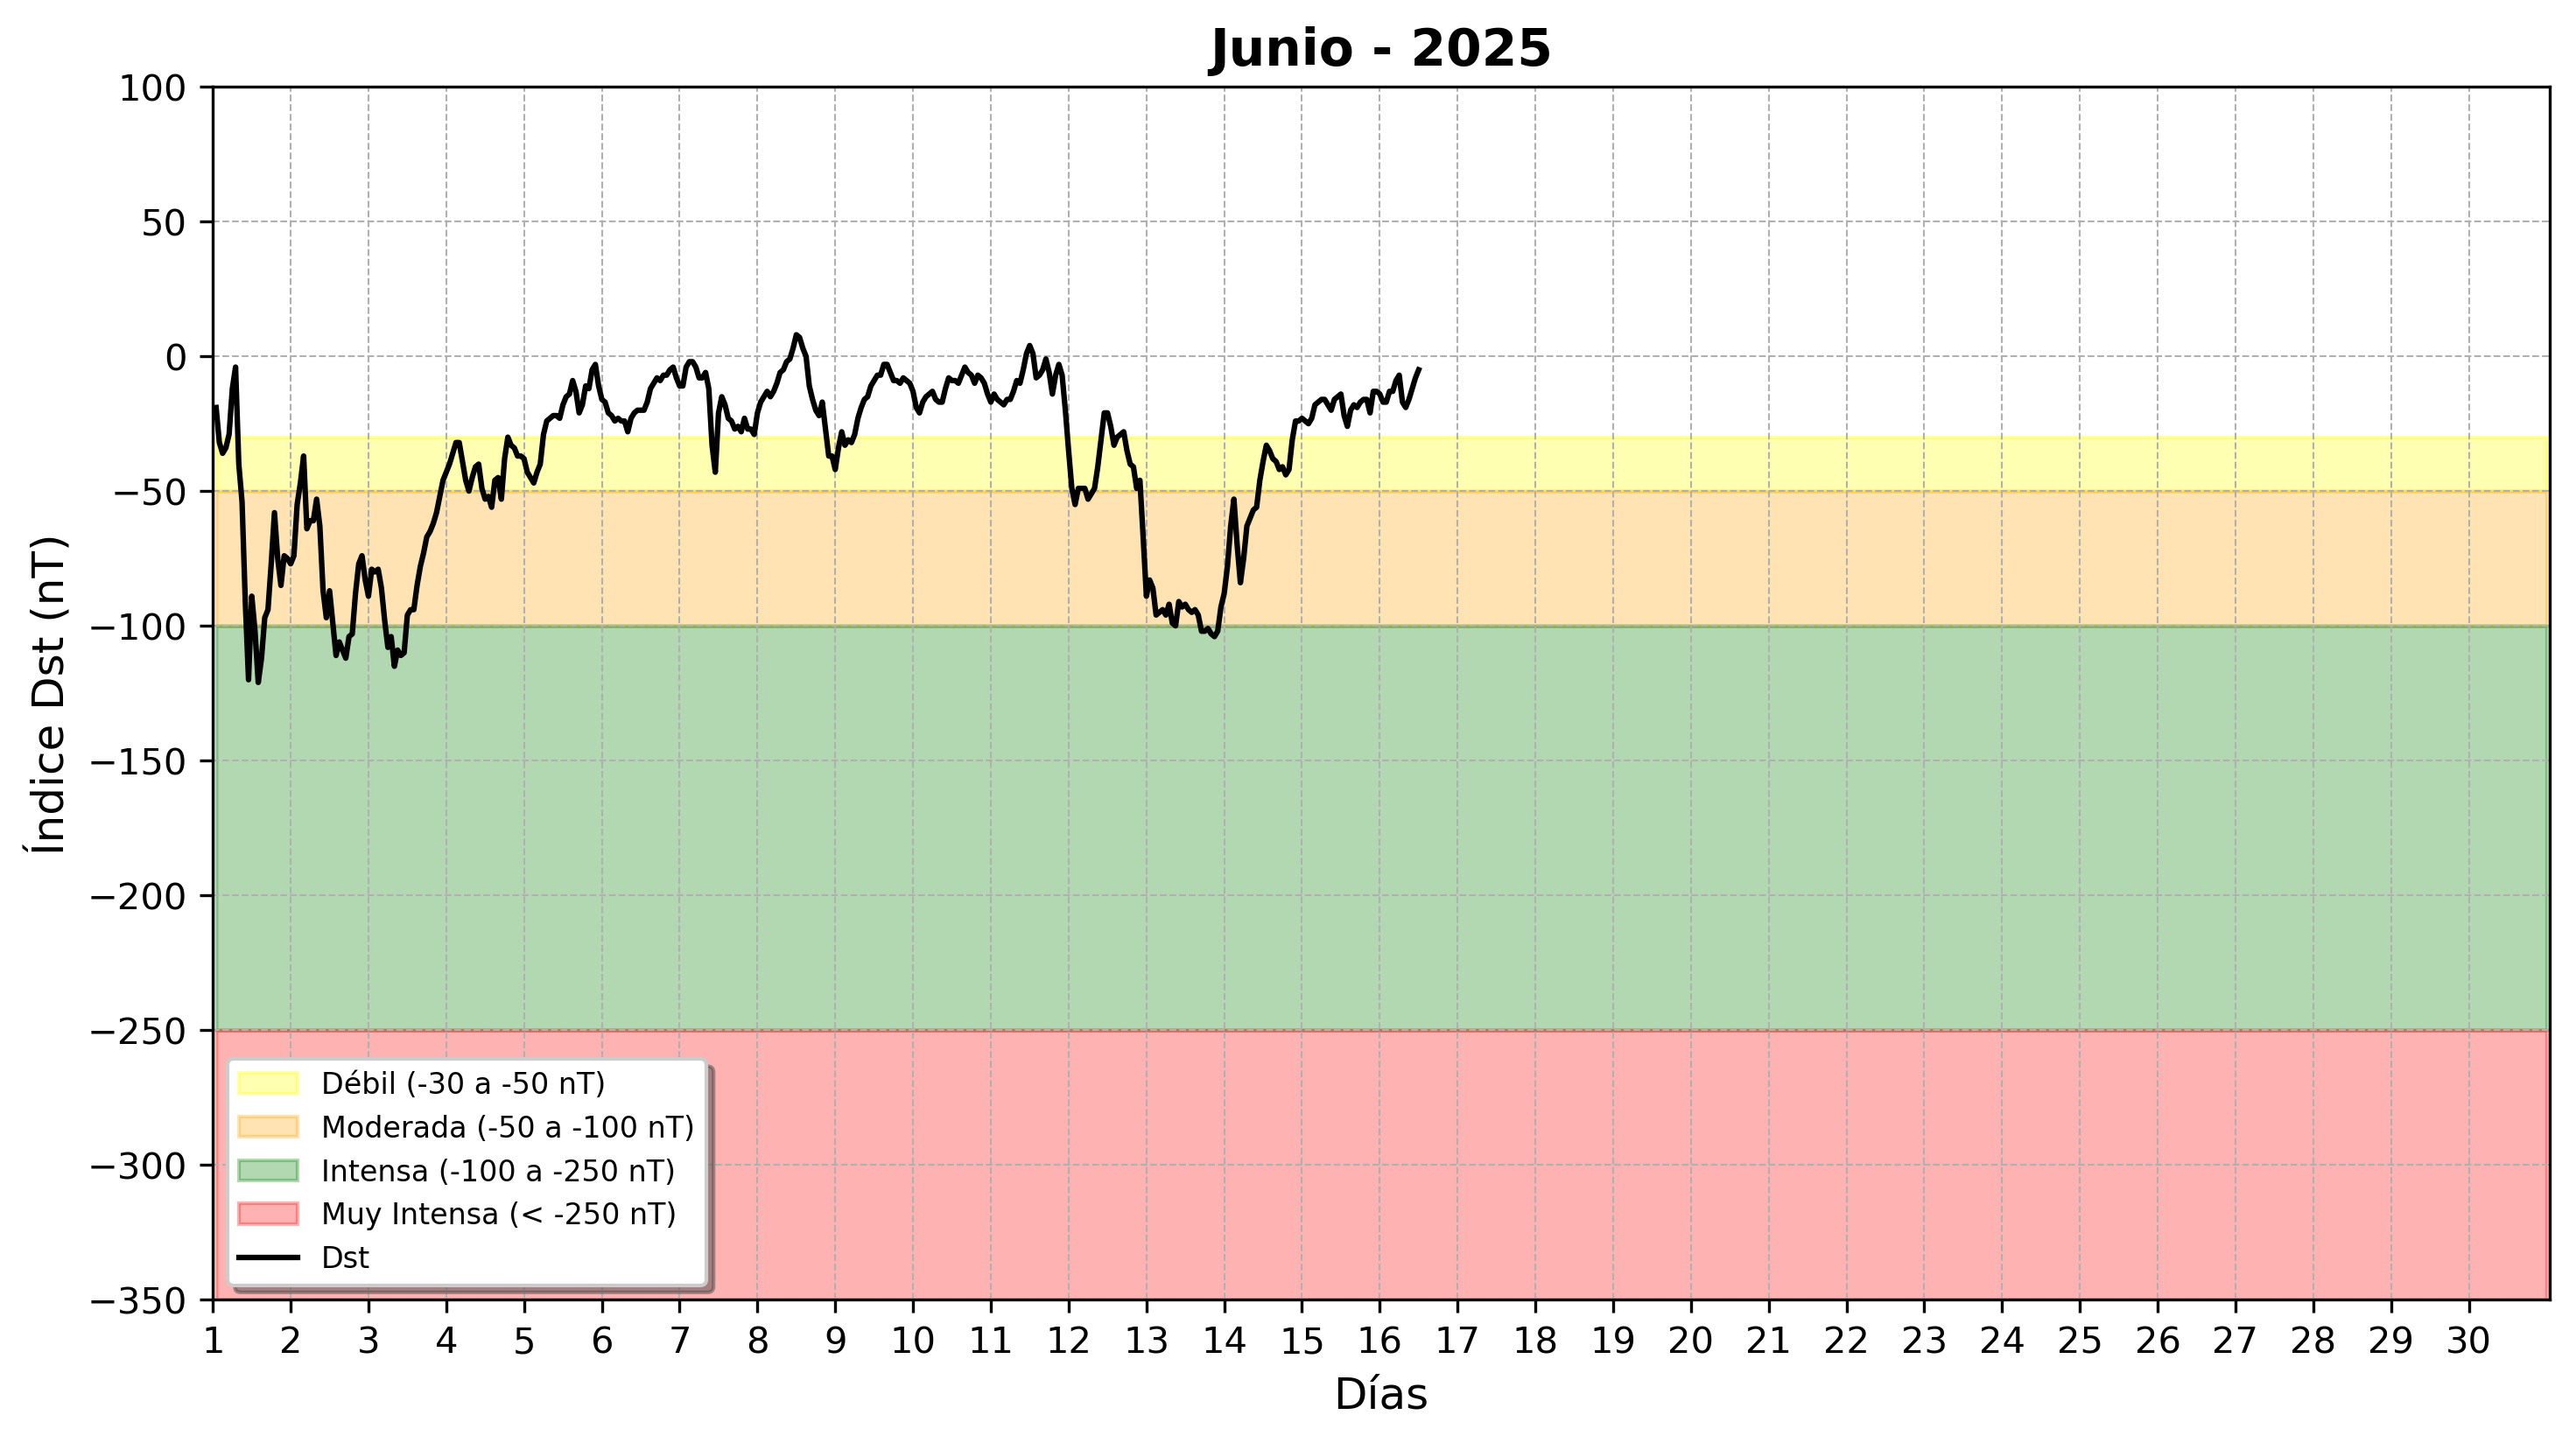 Junio - 2025
100
50
0
−50
−100
−150
−200
−250
−300
−350
Índice Dst (nT)
Débil (-30 a -50 nT)
Moderada (-50 a -100 nT)
Intensa (-100 a -250 nT)
Muy Intensa (< -250 nT)
Dst
1 2 3 4 5 6 7 8 9 10 11 12 13 14 15 16 17 18 19 20 21 22 23 24 25 26 27 28 29 30
Días